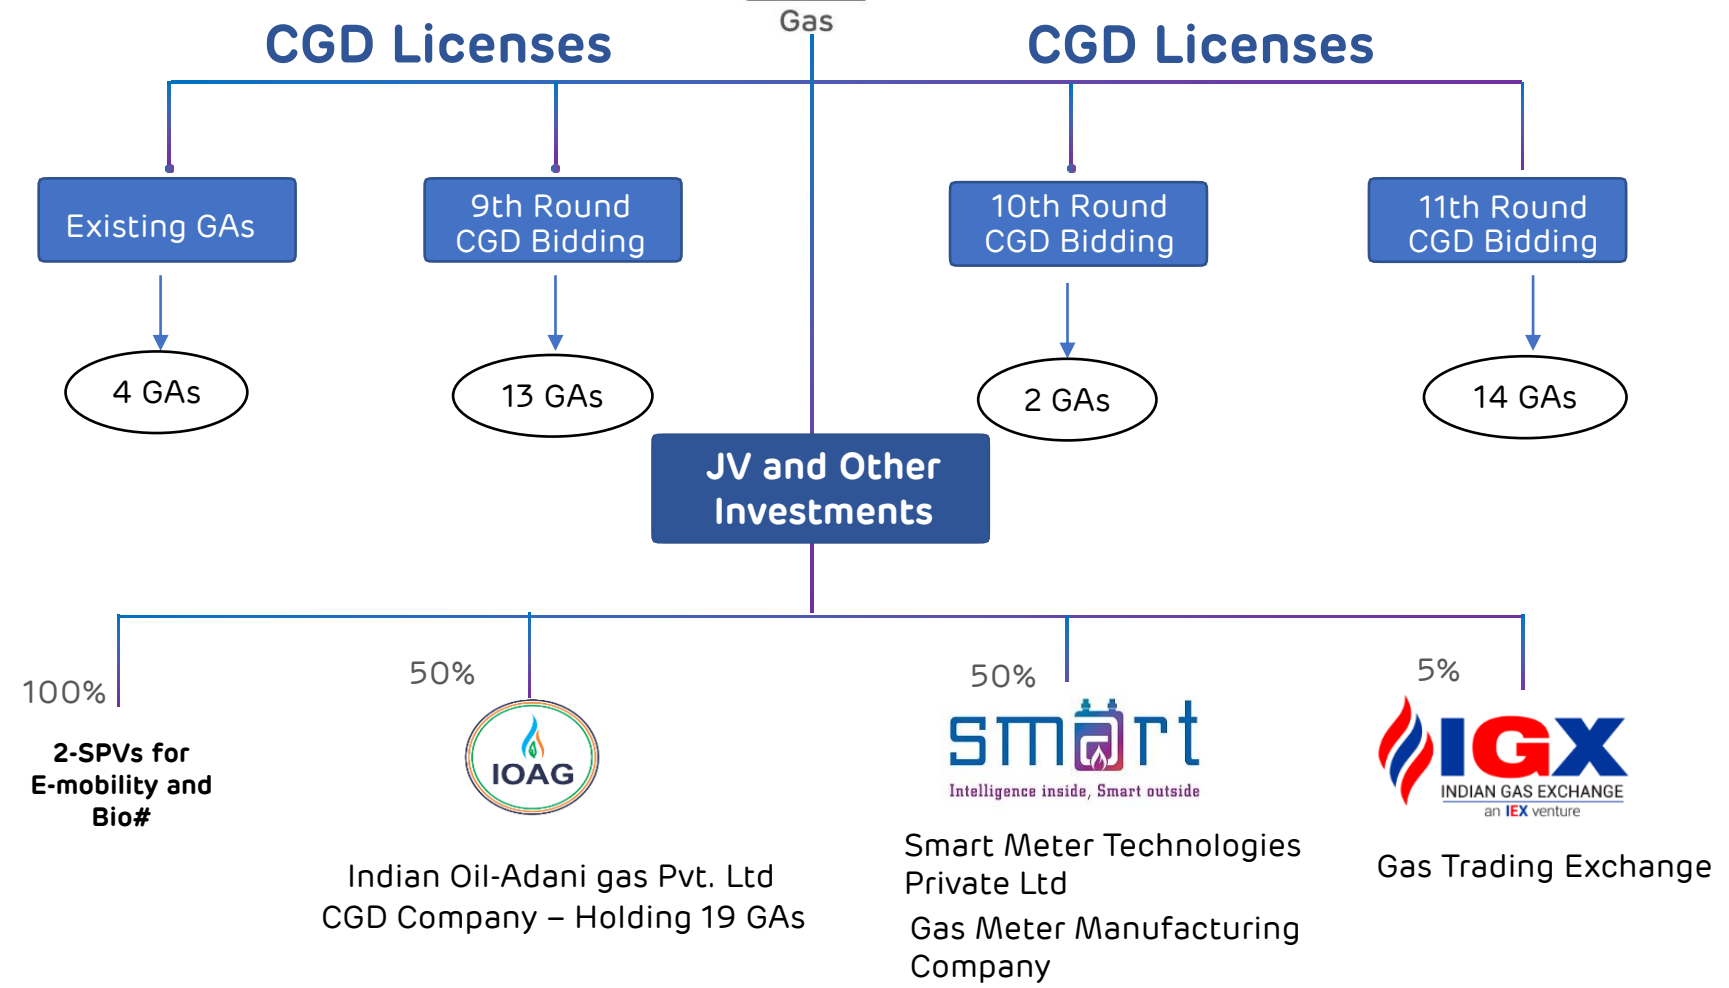 Gas
CGD Licenses
CGD Licenses
Existing GAs
9th Round
CGD Bidding
10th Round
CGD Bidding
11th Round
CGD Bidding
4 GAs
13 GAs
2 GAs
14 GAs
JV and Other
Investments
100%
50%
50%
5%
2-SPVs for
E-mobility and
Bio#
IOAG
Indian Oil-Adani gas Pvt. Ltd
CGD Company – Holding 19 GAs
smart
Intelligence inside, Smart outside
Smart Meter Technologies
Private Ltd
Gas Meter Manufacturing
Company
IGX
INDIAN GAS EXCHANGE
an IEX venture
Gas Trading Exchange